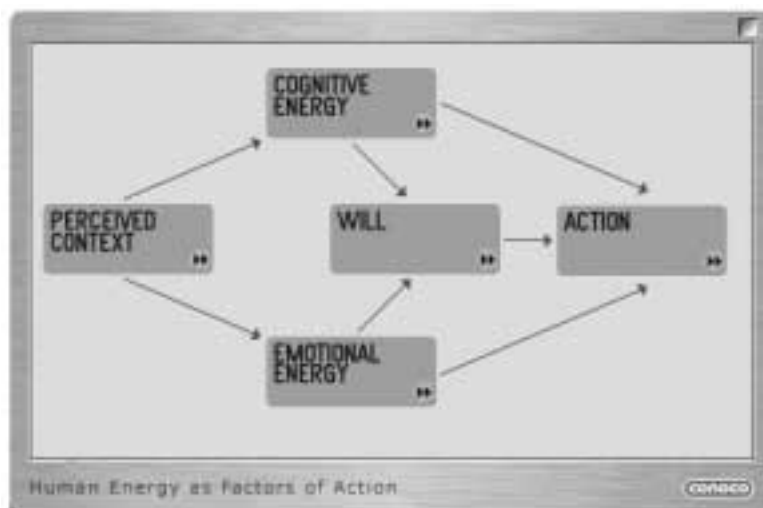 COGNITIVE
ENERGY
PERCEIVED
CONTEXT
WILL
ACTION
EMOTIONAL
ENERGY
Human Energy as Factors of Action
conoco